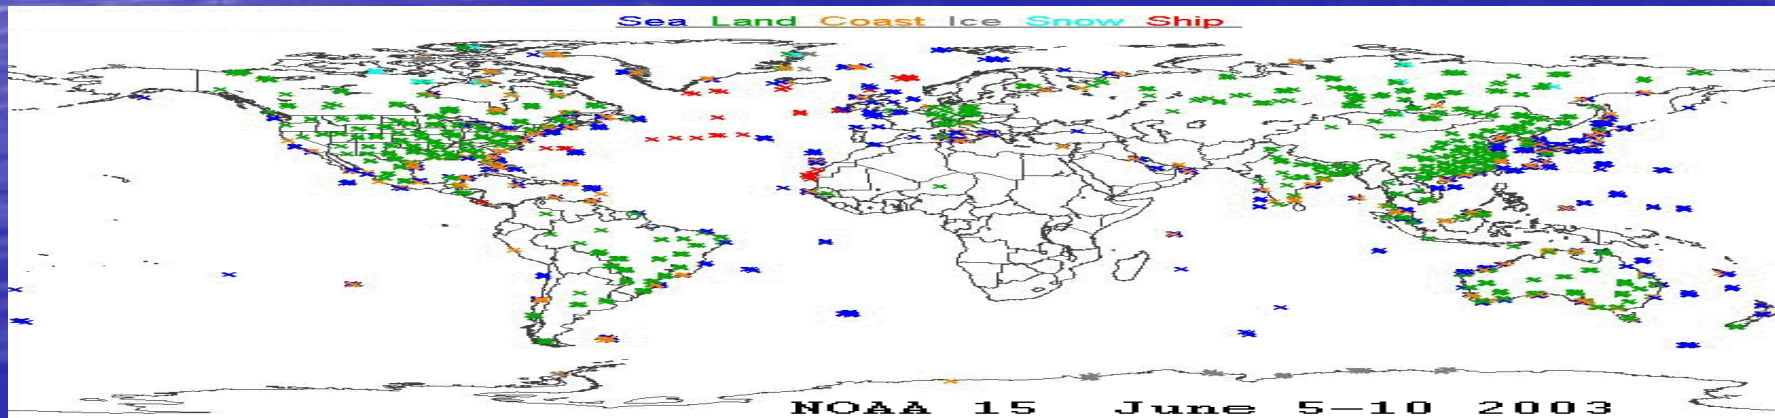 Sea Land Coast Ice Snow Ship
NOAA 15 June 5-10 2003